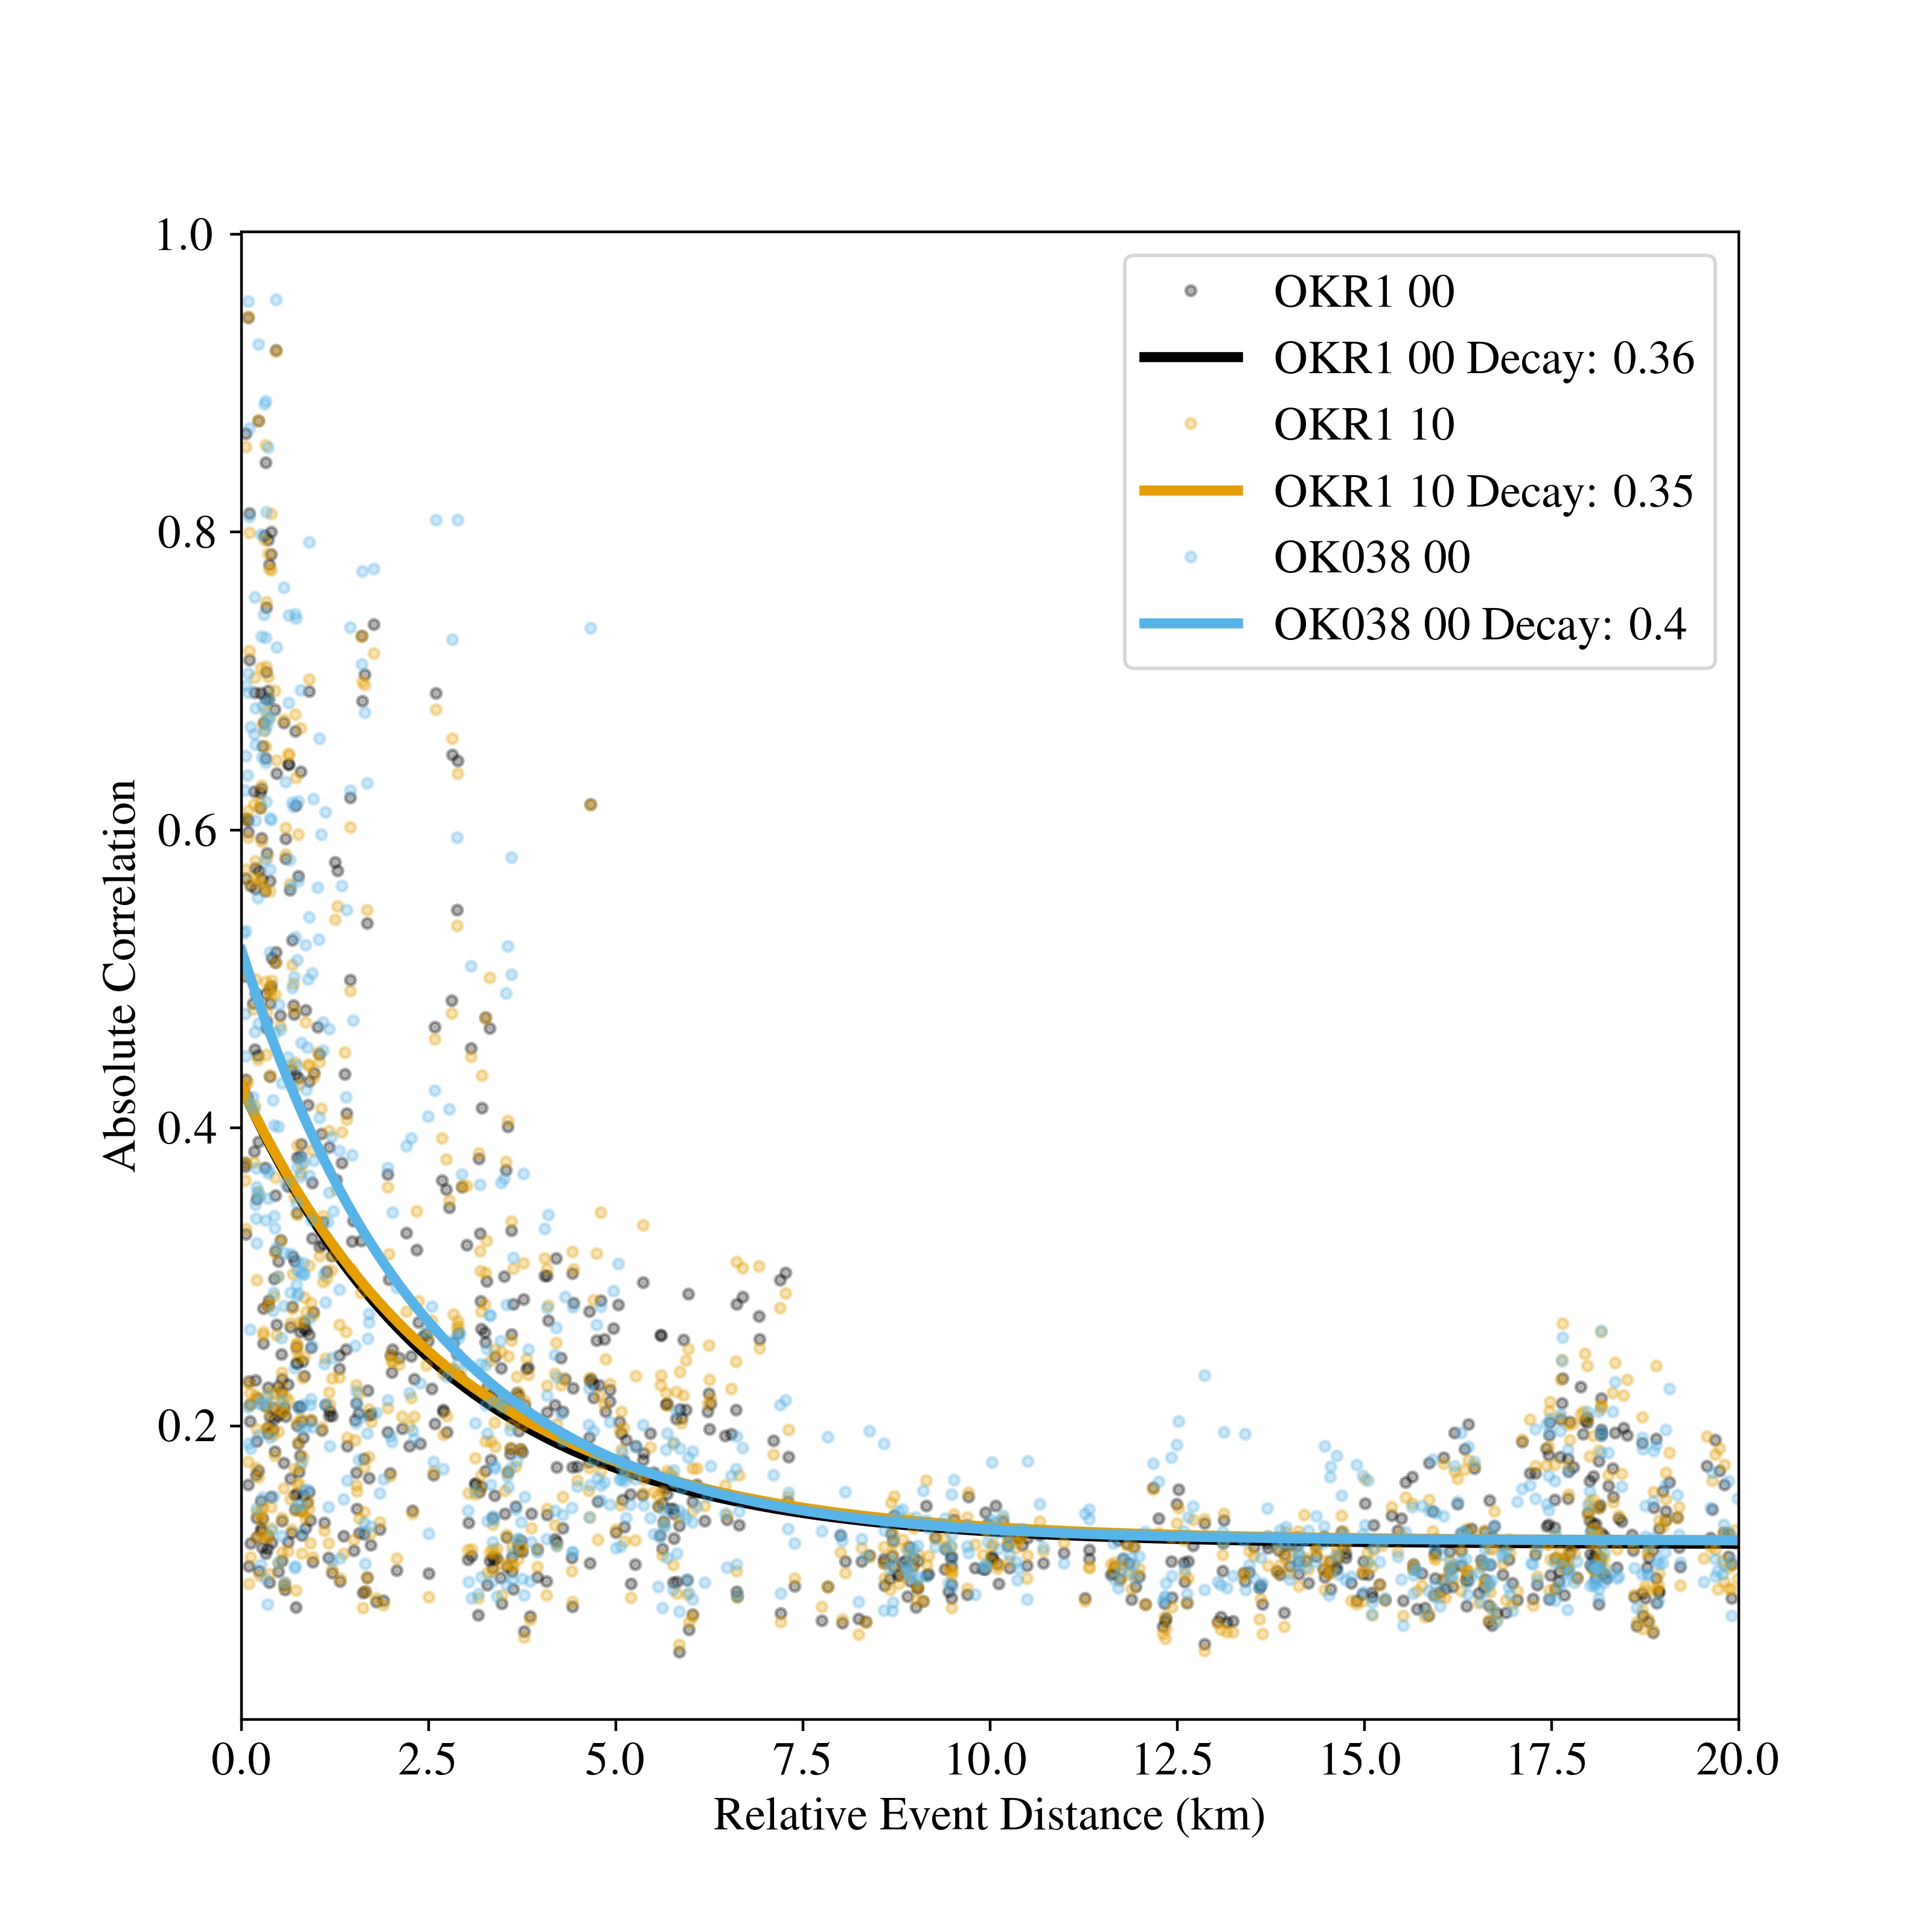 1.0
0.8
0.6
0.4
0.2
Absolute Correlation
OKR1 00
OKR1 00 Decay: 0.36
OKR1 10
OKR1 10 Decay: 0.35
OK038 00
OK038 00 Decay: 0.4
0.0 2.5 5.0 7.5 10.0 12.5 15.0 17.5 20.0
Relative Event Distance (km)